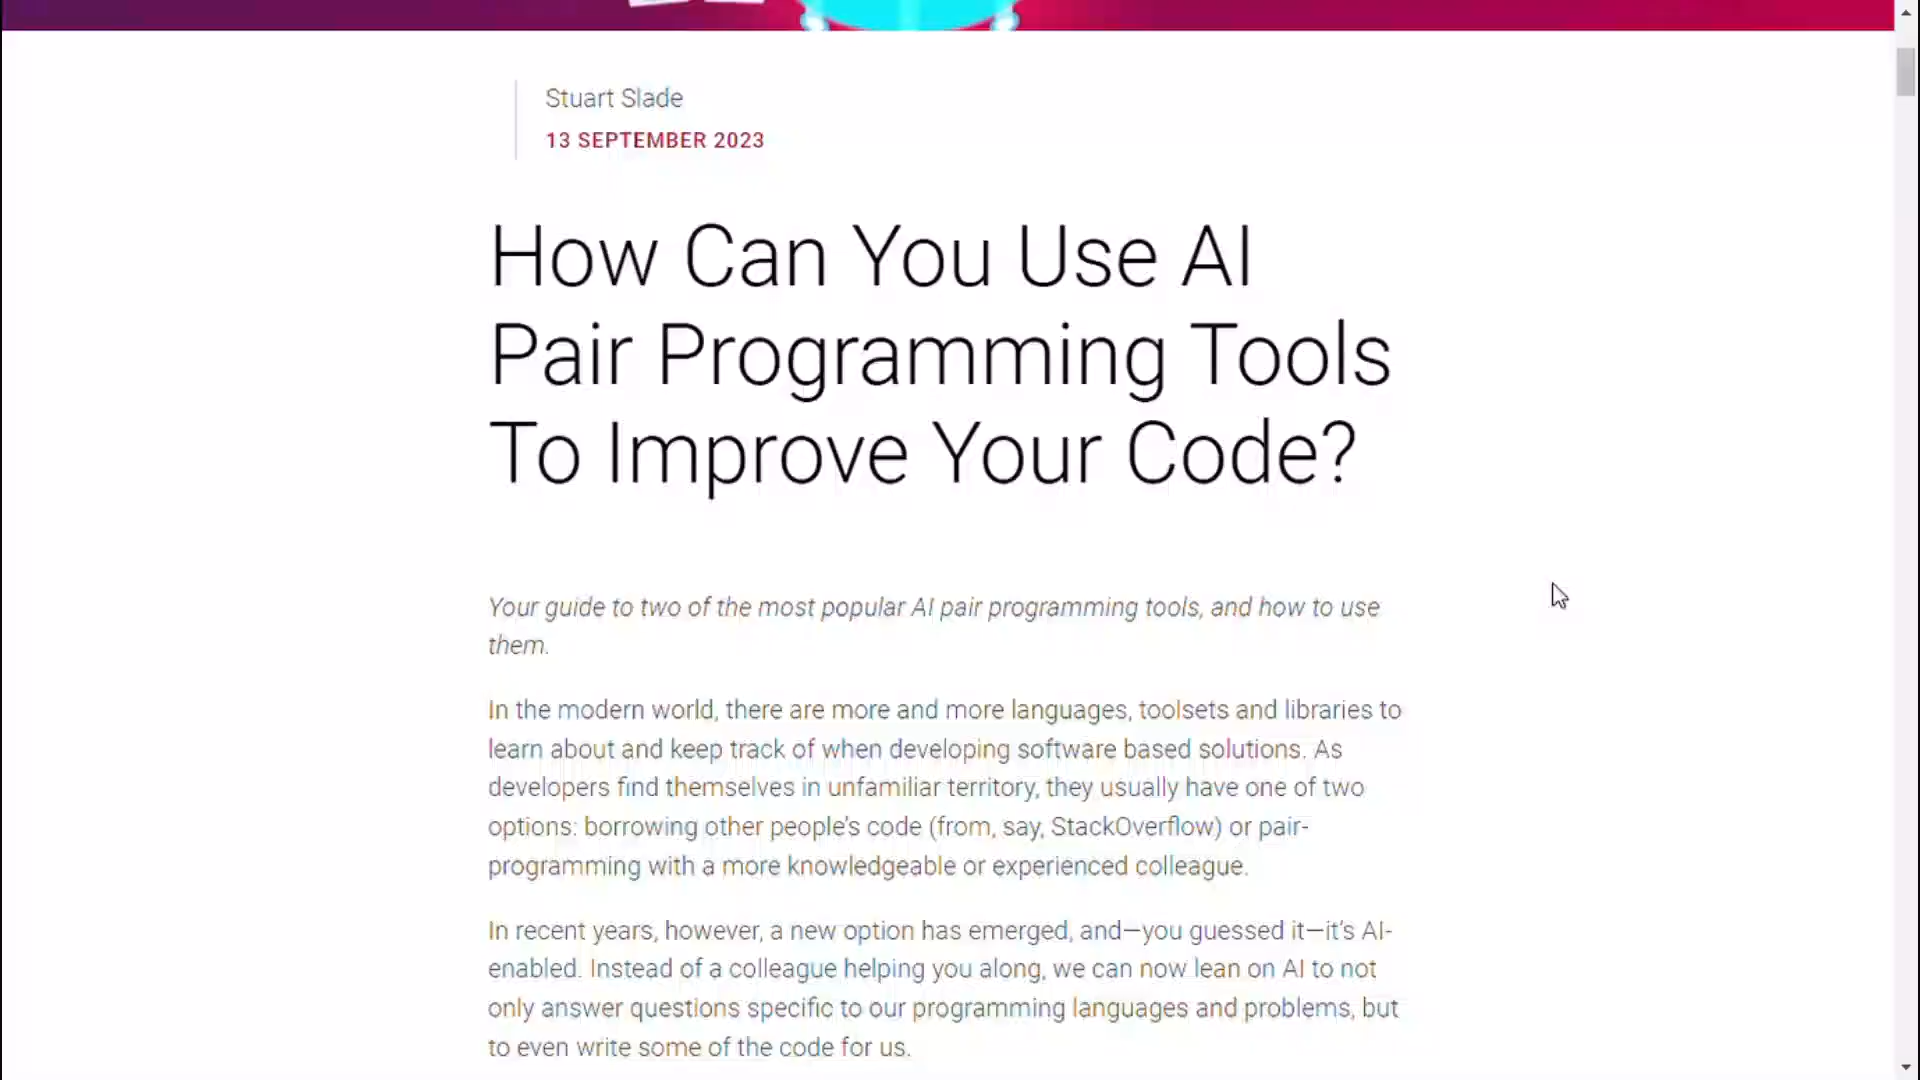 Stuart Slade
13 SEPTEMBER 2023
How Can You Use AI
Pair Programming Tools
To Improve Your Code?
Your guide to two of the most popular AI pair programming tools, and how to use
them.
In the modern world, there are more and more languages, toolsets and libraries to
learn about and keep track of when developing software based solutions. As
developers find themselves in unfamiliar territory, they usually have one of two
options: borrowing other people's code (from, say, StackOverflow) or pair-
programming with a more knowledgeable or experienced colleague.
In recent years, however, a new option has emerged, and—you guessed it—it's AI-
enabled. Instead of a colleague helping you along, we can now lean on AI to not
only answer questions specific to our programming languages and problems, but
to even write some of the code for us.